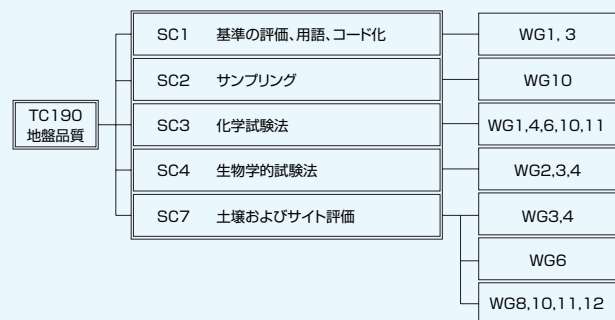 TC190
地盤品質
SC1 基準の評価、用語、コード化
WG1, 3
SC2 サンプリング
WG10
SC3 化学試験法
WG1,4,6,10,11
SC4 生物学的試験法
WG2,3,4
SC7 土壌およびサイト評価
WG3,4
WG6
WG8,10,11,12